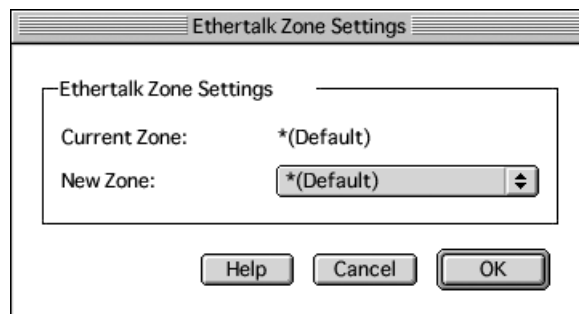 Ethertalk Zone Settings
Ethertalk Zone Settings
Current Zone: *(Default)
New Zone: *(Default)
Help Cancel OK